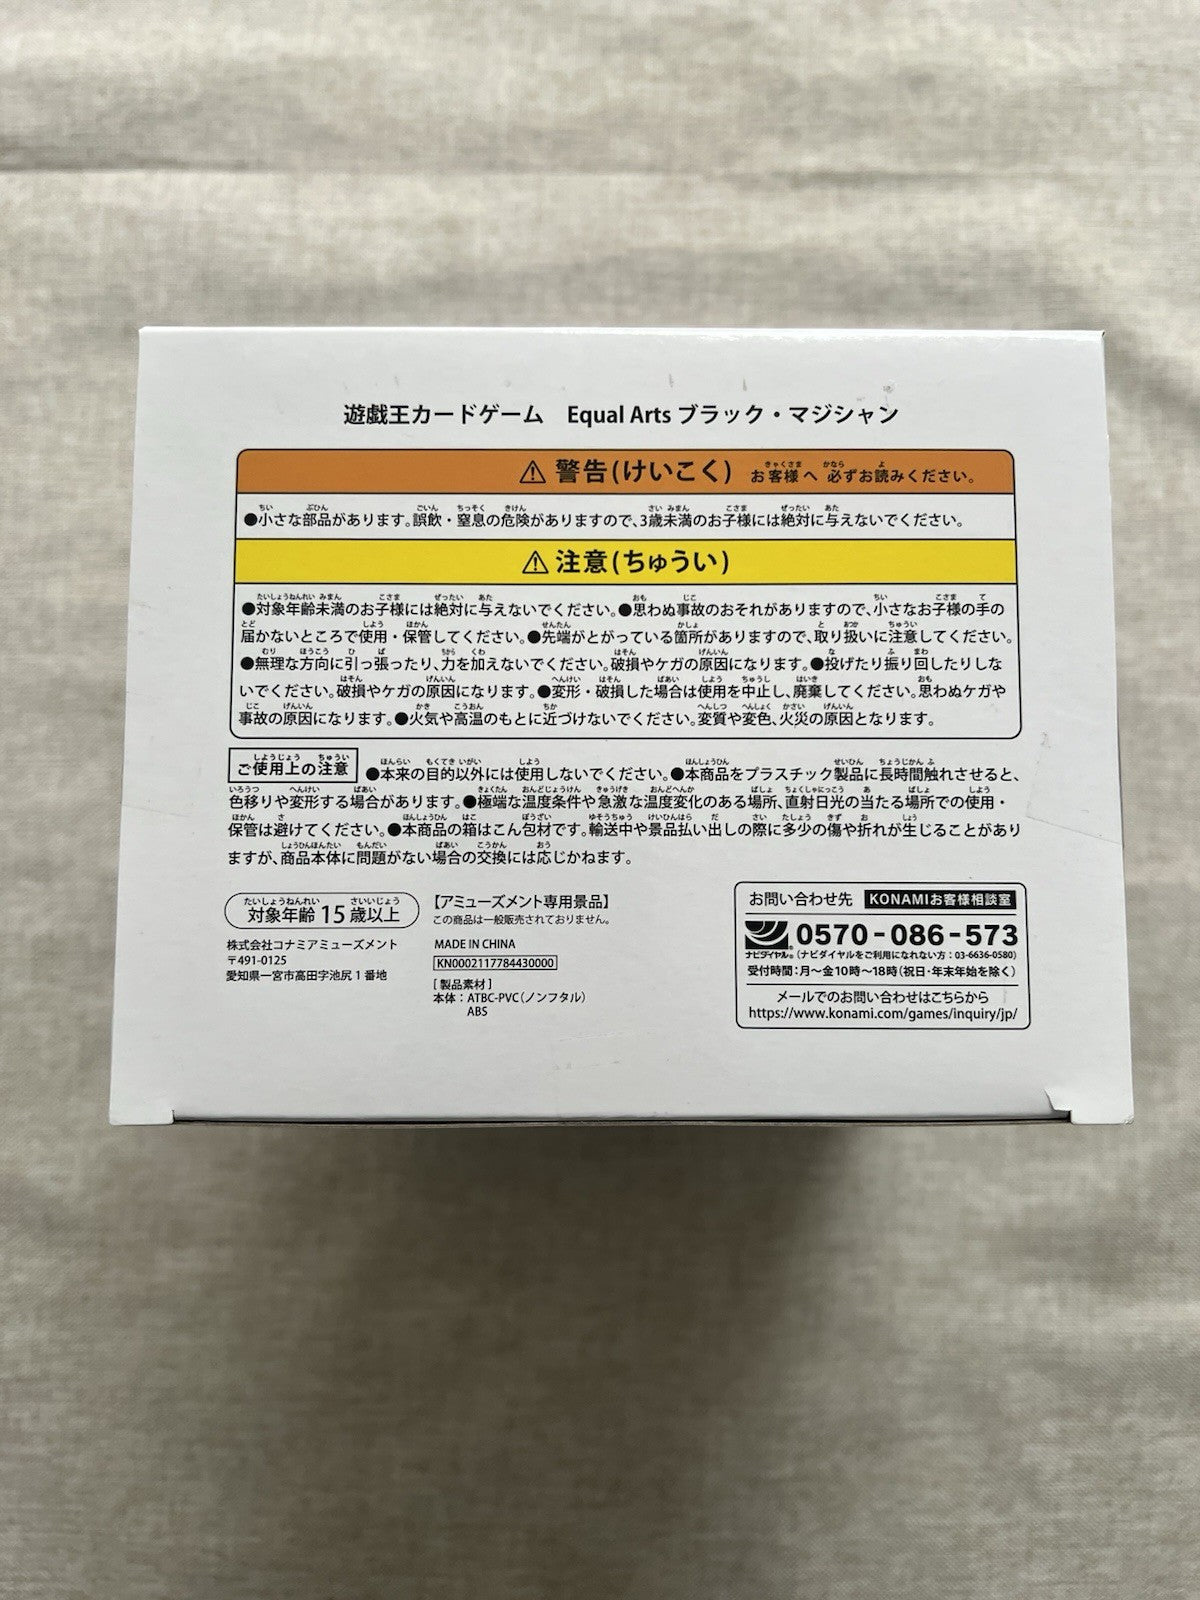 遊戯王カードゲーム　Equal Arts ブラック・マジシャン
⚠ 警告(けいこく) お客様へ 必ずお読みください。
●小さな部品があります。誤飲・窒息の危険がありますので、3歳未満のお子様には絶対に与えないでください。
⚠ 注意(ちゅうい)
●対象年齢未満のお子様には絶対に与えないでください。●思わぬ事故のおそれがありますので、小さなお子様の手の
届かないところで使用・保管してください。●先端がとがっている箇所がありますので、取り扱いに注意してください。
●無理な方向に引っ張ったり、力を加えないでください。破損やケガの原因になります。●投げたり振り回したりしな
いでください。破損やケガの原因になります。●変形・破損した場合は使用を中止し、廃棄してください。思わぬケガや
事故の原因になります。●火気や高温のもとに近づけないでください。変質や変色、火災の原因となります。
ご使用上の注意 ●本来の目的以外には使用しないでください。●本商品をプラスチック製品に長時間触れさせると、
色移りや変形する場合があります。●極端な温度条件や急激な温度変化のある場所、直射日光の当たる場所での使用・
保管は避けてください。●本商品の箱はこん包材です。輸送中や景品払い出しの際に多少の傷や折れが生じることがあり
ますが、商品本体に問題がない場合の交換には応じかねます。
対象年齢 15 歳以上
株式会社コナミアミューズメント
〒491-0125
愛知県一宮市高田字池尻1番地
【アミューズメント専用景品】
この商品は一般販売されておりません。
MADE IN CHINA
KN0002117784430000
[製品素材]
本体：ATBC-PVC(ノンフタル)
ABS
お問い合わせ先 KONAMIお客様相談室
0570-086-573
ナビダイヤル® (ナビダイヤルをご利用になれない方：03-6636-0580)
受付時間：月～金10時～18時(祝日・年末年始を除く)
メールでのお問い合わせはこちらから
https://www.konami.com/games/inquiry/jp/